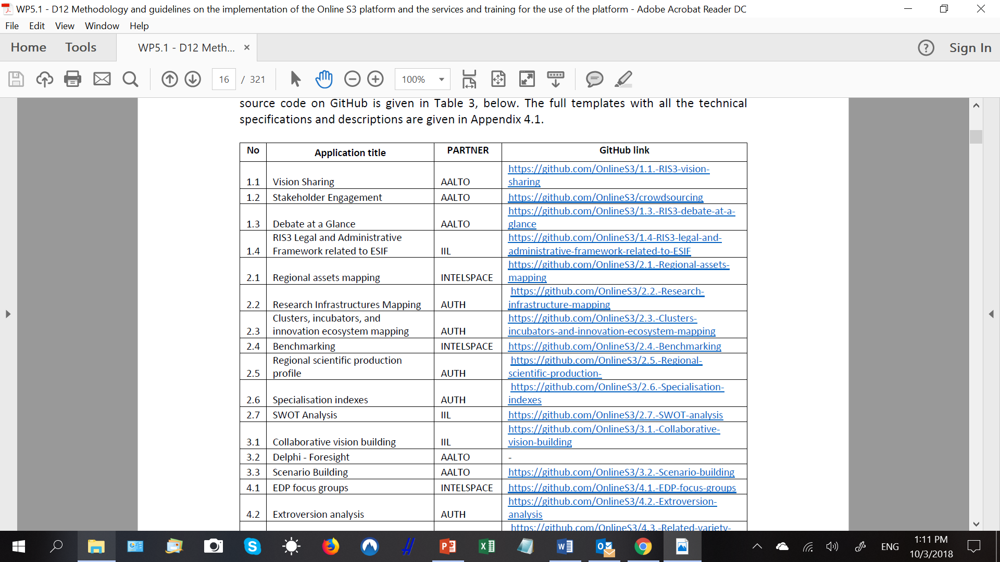 WP5.1 - D12 Methodology and guidelines on the implementation of the Online S3 platform and the services and training for the use of the platform - Adobe Acrobat Reader DC
File Edit View Window Help
Home Tools WP5.1 - D12 Meth... × ? Sign In
16 / 321 100%
source code on GitHub is given in Table 3, below. The full templates with all the technical
specifications and descriptions are given in Appendix 4.1.
No Application title PARTNER GitHub link
https://github.com/OnlineS3/1.1.-RIS3-vision-
1.1 Vision Sharing AALTO sharing
1.2 Stakeholder Engagement AALTO https://github.com/OnlineS3/crowdsourcing
https://github.com/OnlineS3/1.3.-RIS3-debate-at-a-
1.3 Debate at a Glance AALTO glance
RIS3 Legal and Administrative https://github.com/OnlineS3/1.4-RIS3-legal-and-
1.4 Framework related to ESIF IIL administrative-framework-related-to-ESIF
https://github.com/OnlineS3/2.1.-Regional-assets-
2.1 Regional assets mapping INTELSPACE mapping
https://github.com/OnlineS3/2.2.-Research-
2.2 Research Infrastructures Mapping AUTH infrastructure-mapping
Clusters, incubators, and https://github.com/OnlineS3/2.3.-Clusters-
2.3 innovation ecosystem mapping AUTH incubators-and-innovation-ecosystem-mapping
2.4 Benchmarking INTELSPACE https://github.com/OnlineS3/2.4.-Benchmarking
Regional scientific production https://github.com/OnlineS3/2.5.-Regional-
2.5 profile AUTH scientific-production-
https://github.com/OnlineS3/2.6.-Specialisation-
2.6 Specialisation indexes AUTH indexes
2.7 SWOT Analysis IIL https://github.com/OnlineS3/2.7.-SWOT-analysis
https://github.com/OnlineS3/3.1.-Collaborative-
3.1 Collaborative vision building IIL vision-building
3.2 Delphi - Foresight AALTO -
3.3 Scenario Building AALTO https://github.com/OnlineS3/3.2.-Scenario-building
4.1 EDP focus groups INTELSPACE https://github.com/OnlineS3/4.1.-EDP-focus-groups
https://github.com/OnlineS3/4.2.-Extroversion-
4.2 Extroversion analysis AUTH analysis
https://github.com/OnlineS3/4.3.-Related-variety-
ENG 1:11 PM
10/3/2018